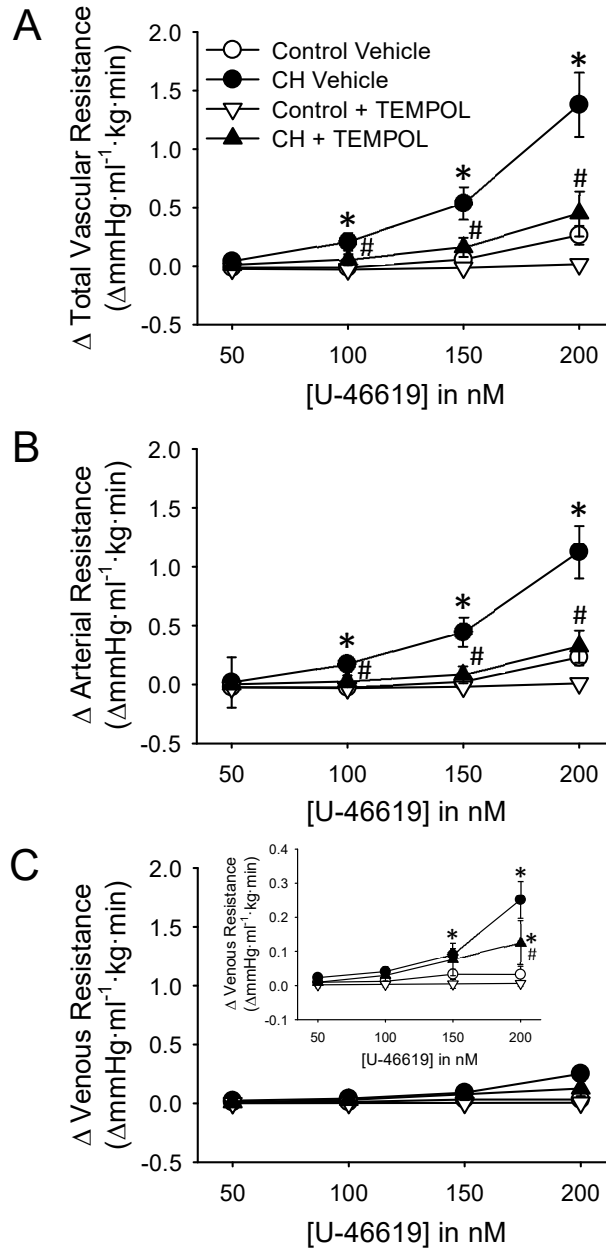 A
Δ Total Vascular Resistance
(ΔmmHg·ml⁻¹·kg·min)
2.0
1.5
1.0
0.5
0.0
-0.5
Control Vehicle
CH Vehicle
Control + TEMPOL
CH + TEMPOL
*
*
*
#
#
#
50 100 150 200
[U-46619] in nM
B
Δ Arterial Resistance
(ΔmmHg·ml⁻¹·kg·min)
2.0
1.5
1.0
0.5
0.0
-0.5
*
*
*
#
#
#
50 100 150 200
[U-46619] in nM
C
Δ Venous Resistance
(ΔmmHg·ml⁻¹·kg·min)
2.0
1.5
1.0
0.5
0.0
-0.5
Δ Venous Resistance
(ΔmmHg·ml⁻¹·kg·min)
0.4
0.3
0.2
0.1
0.0
-0.1
*
*
*
#
50 100 150 200
[U-46619] in nM
50 100 150 200
[U-46619] in nM